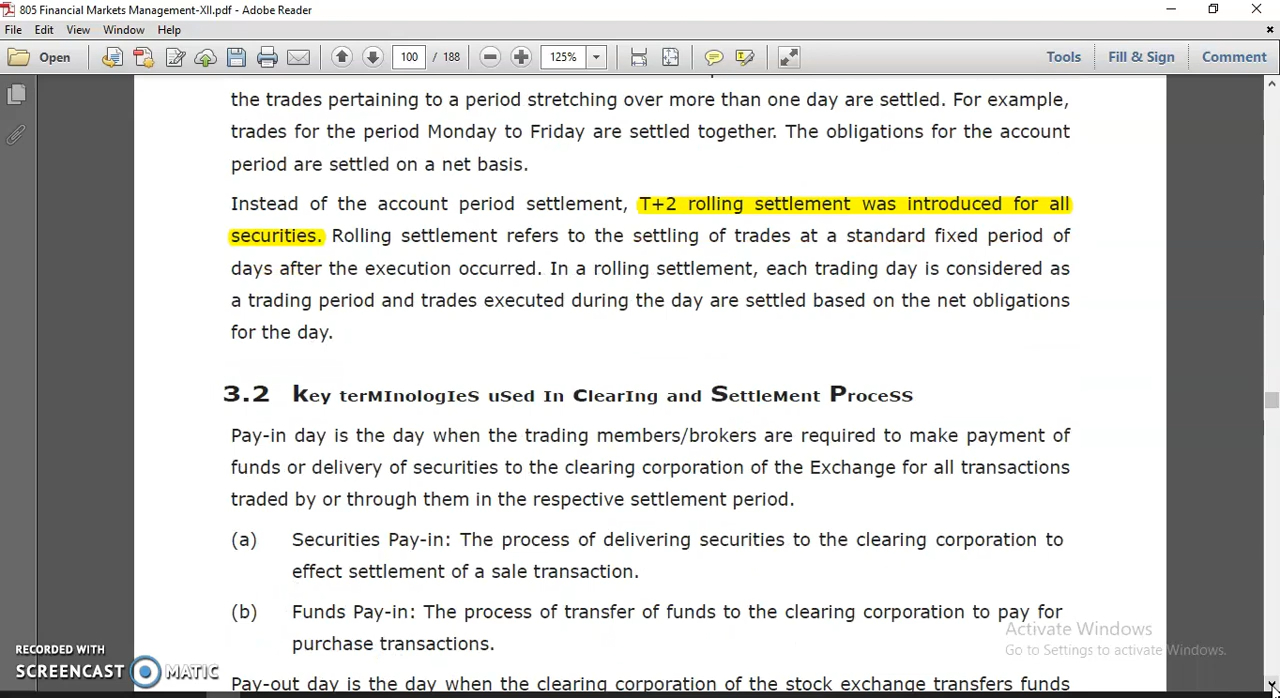 805 Financial Markets Management-XII.pdf - Adobe Reader
File Edit View Window Help
Open 100 / 188 125% Tools Fill & Sign Comment
the trades pertaining to a period stretching over more than one day are settled. For example,
trades for the period Monday to Friday are settled together. The obligations for the account
period are settled on a net basis.
Instead of the account period settlement, T+2 rolling settlement was introduced for all
securities. Rolling settlement refers to the settling of trades at a standard fixed period of
days after the execution occurred. In a rolling settlement, each trading day is considered as
a trading period and trades executed during the day are settled based on the net obligations
for the day.
3.2 key terMInologIeS uSed In ClearIng and SettleMent ProceSS
Pay-in day is the day when the trading members/brokers are required to make payment of
funds or delivery of securities to the clearing corporation of the Exchange for all transactions
traded by or through them in the respective settlement period.
(a) Securities Pay-in: The process of delivering securities to the clearing corporation to
effect settlement of a sale transaction.
(b) Funds Pay-in: The process of transfer of funds to the clearing corporation to pay for
purchase transactions.
Activate Windows
Go to Settings to activate Windows.
RECORDED WITH
SCREENCAST MATIC
Pay-out day is the day when the clearing corporation of the stock exchange transfers funds